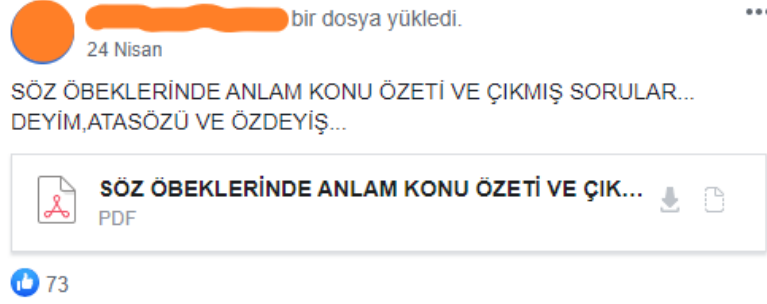 bir dosya yükledi.
24 Nisan
SÖZ ÖBEKLERİNDE ANLAM KONU ÖZETİ VE ÇIKMIŞ SORULAR...
DEYİM,ATASÖZÜ VE ÖZDEYİŞ...
SÖZ ÖBEKLERİNDE ANLAM KONU ÖZETİ VE ÇIK...
PDF
73